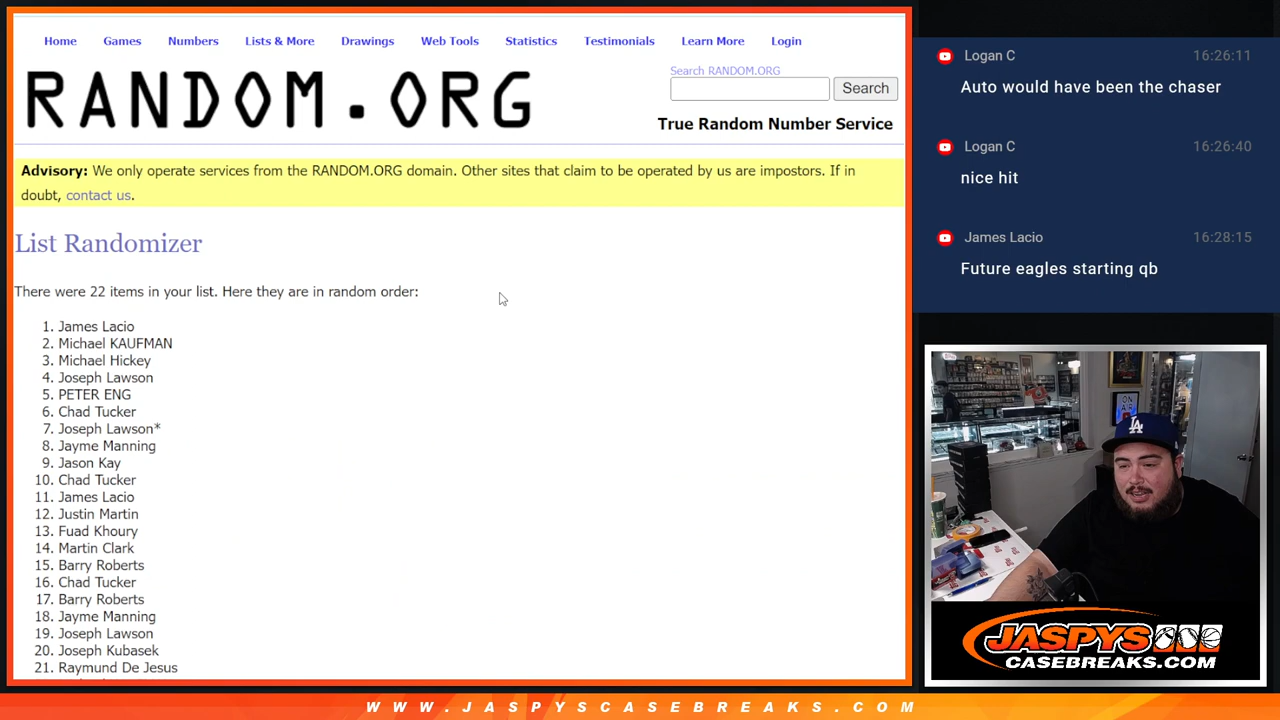 Home Games Numbers Lists & More Drawings Web Tools Statistics Testimonials Learn More Login
RANDOM.ORG
Search RANDOM.ORG
Search
True Random Number Service
Advisory: We only operate services from the RANDOM.ORG domain. Other sites that claim to be operated by us are impostors. If in
doubt, contact us.
List Randomizer
There were 22 items in your list. Here they are in random order:
1. James Lacio
2. Michael KAUFMAN
3. Michael Hickey
4. Joseph Lawson
5. PETER ENG
6. Chad Tucker
7. Joseph Lawson*
8. Jayme Manning
9. Jason Kay
10. Chad Tucker
11. James Lacio
12. Justin Martin
13. Fuad Khoury
14. Martin Clark
15. Barry Roberts
16. Chad Tucker
17. Barry Roberts
18. Jayme Manning
19. Joseph Lawson
20. Joseph Kubasek
21. Raymund De Jesus
Logan C 16:26:11
Auto would have been the chaser
Logan C 16:26:40
nice hit
James Lacio 16:28:15
Future eagles starting qb
ON
AIR
LA
JASPYS
CASEBREAKS.COM
WWW.JASPYSCASEBREAKS.COM